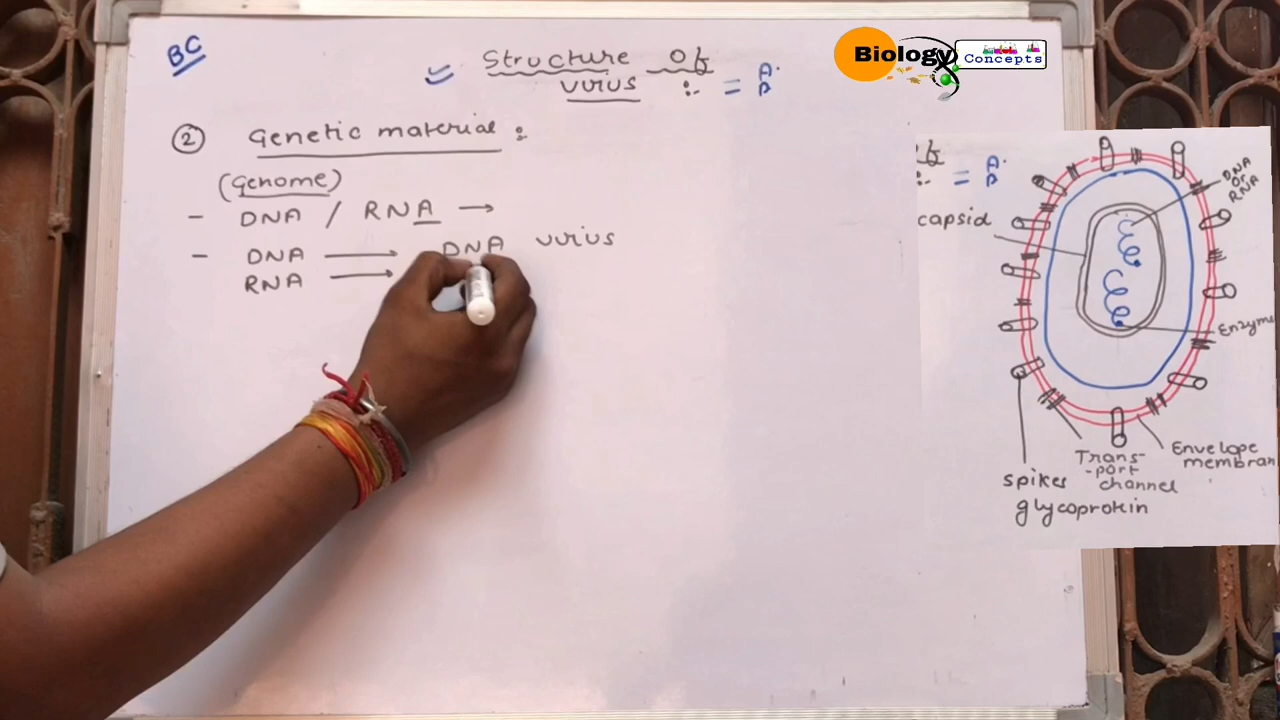 BC
Structure Of
virus :- = A.
B
Biology
Concepts
② Genetic material :
(Genome)
- DNA / RNA →
- DNA → DNA virus
RNA →
= A.
B
capsid
DNA
Or
RNA
Enzyme
Envelope
membran
Trans-
-port
channel
spikes
glycoprotein